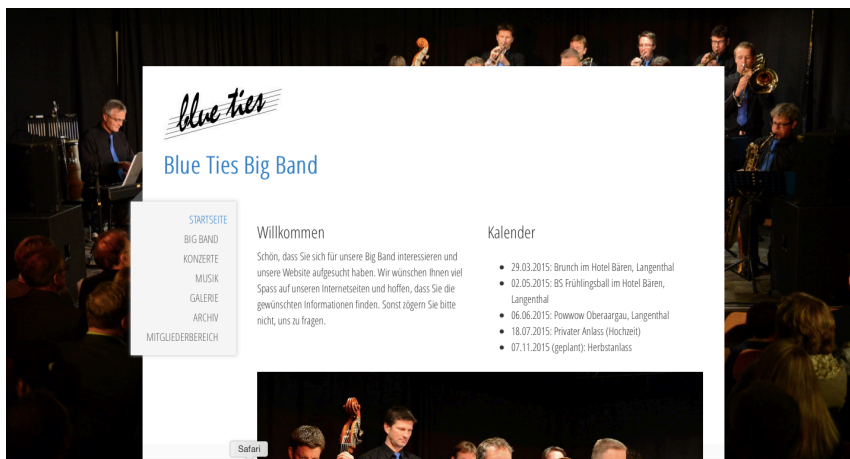 blue ties
Blue Ties Big Band
STARTSEITE
BIG BAND
KONZERTE
MUSIK
GALERIE
ARCHIV
MITGLIEDERBEREICH
Willkommen
Schön, dass Sie sich für unsere Big Band interessieren und
unsere Website aufgesucht haben. Wir wünschen Ihnen viel
Spass auf unseren Internetseiten und hoffen, dass Sie die
gewünschten Informationen finden. Sonst zögern Sie bitte
nicht, uns zu fragen.
Kalender
29.03.2015: Brunch im Hotel Bären, Langenthal
02.05.2015: BS Frühlingsball im Hotel Bären,
Langenthal
06.06.2015: Powwow Oberaargau, Langenthal
18.07.2015: Privater Anlass (Hochzeit)
07.11.2015 (geplant): Herbstanlass
Safari